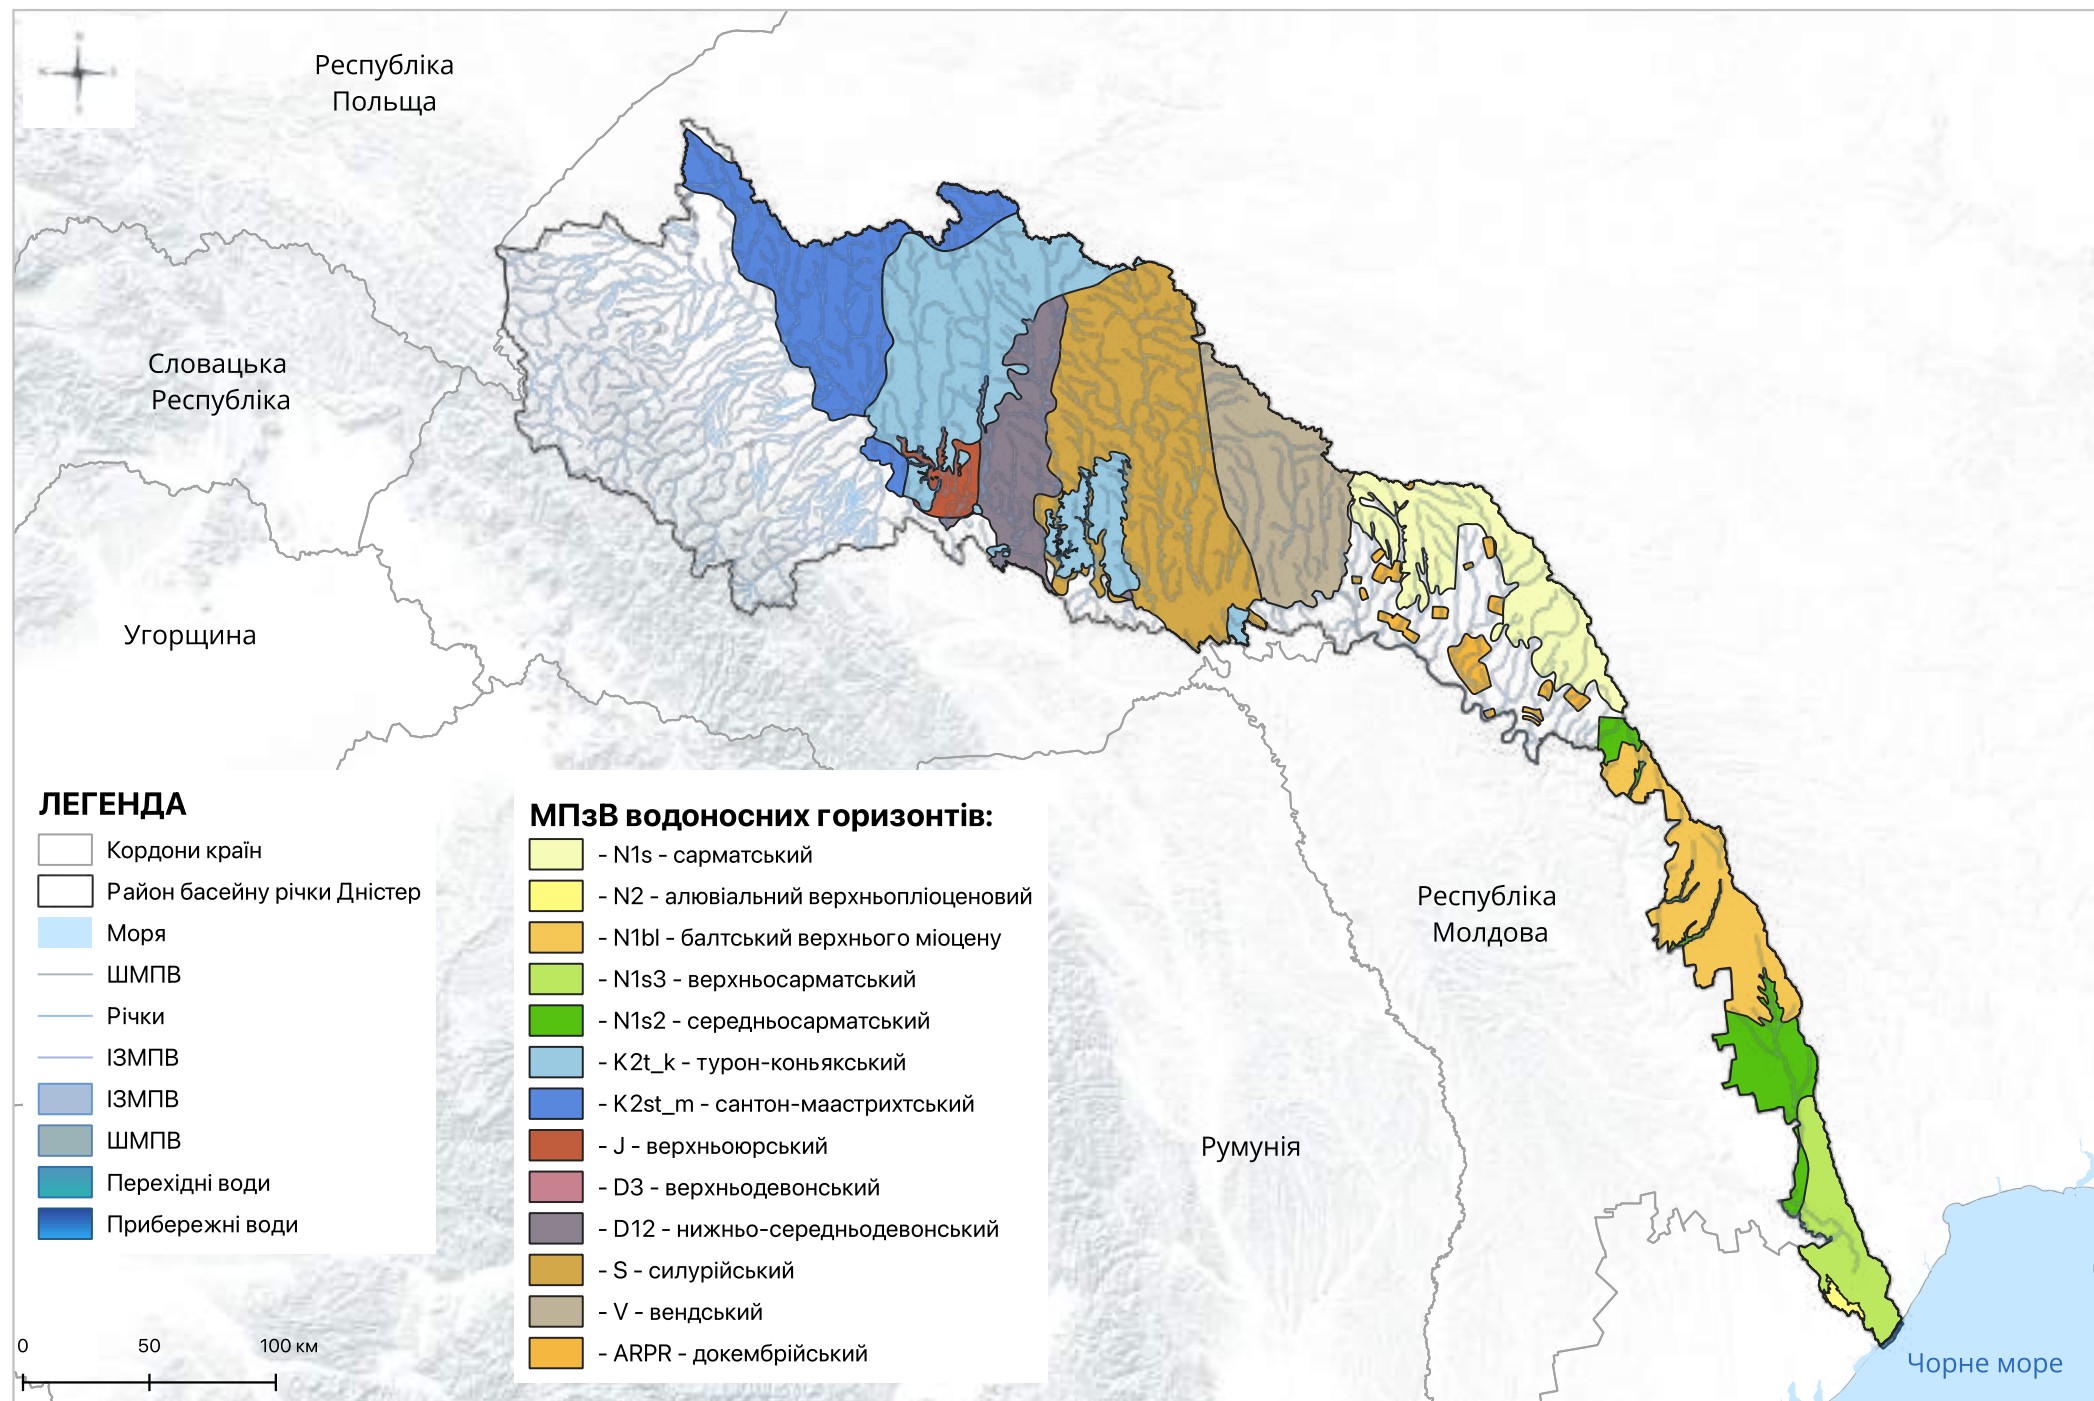 Республіка
Польща
Словацька
Республіка
Угорщина
Республіка
Молдова
Румунія
Чорне море
ЛЕГЕНДА
Кордони країн
Район басейну річки Дністер
Моря
ШМПВ
Річки
ІЗМПВ
ІЗМПВ
ШМПВ
Перехідні води
Прибережні води
0 50 100 км
МПзВ водоносних горизонтів:
- N1s - сарматський
- N2 - алювіальний верхньопліоценовий
- N1bl - балтський верхнього міоцену
- N1s3 - верхньосарматський
- N1s2 - середньосарматський
- K2t_k - турон-коньякський
- K2st_m - сантон-маастрихтський
- J - верхньоюрський
- D3 - верхньодевонський
- D12 - нижньо-середньодевонський
- S - силурійський
- V - вендський
- ARPR - докембрійський